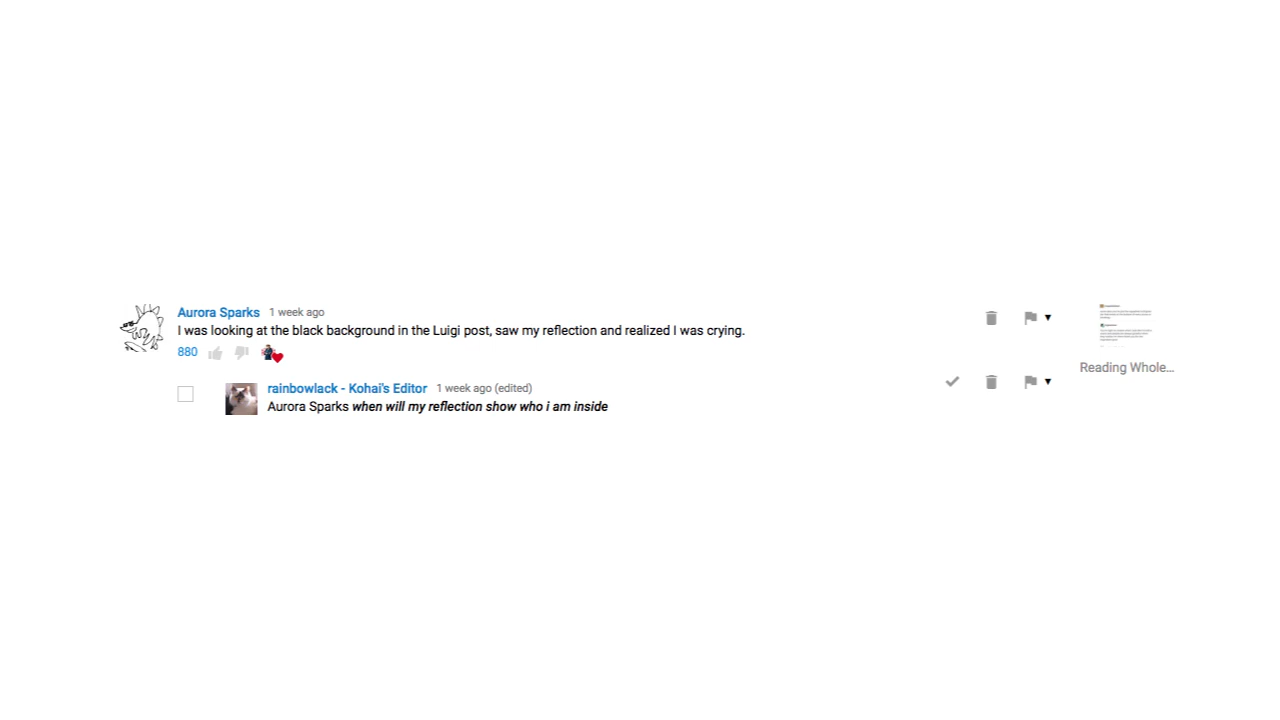 Aurora Sparks 1 week ago
I was looking at the black background in the Luigi post, saw my reflection and realized I was crying.
880
Reading Whole...
rainbowlack - Kohai's Editor 1 week ago (edited)
Aurora Sparks when will my reflection show who i am inside